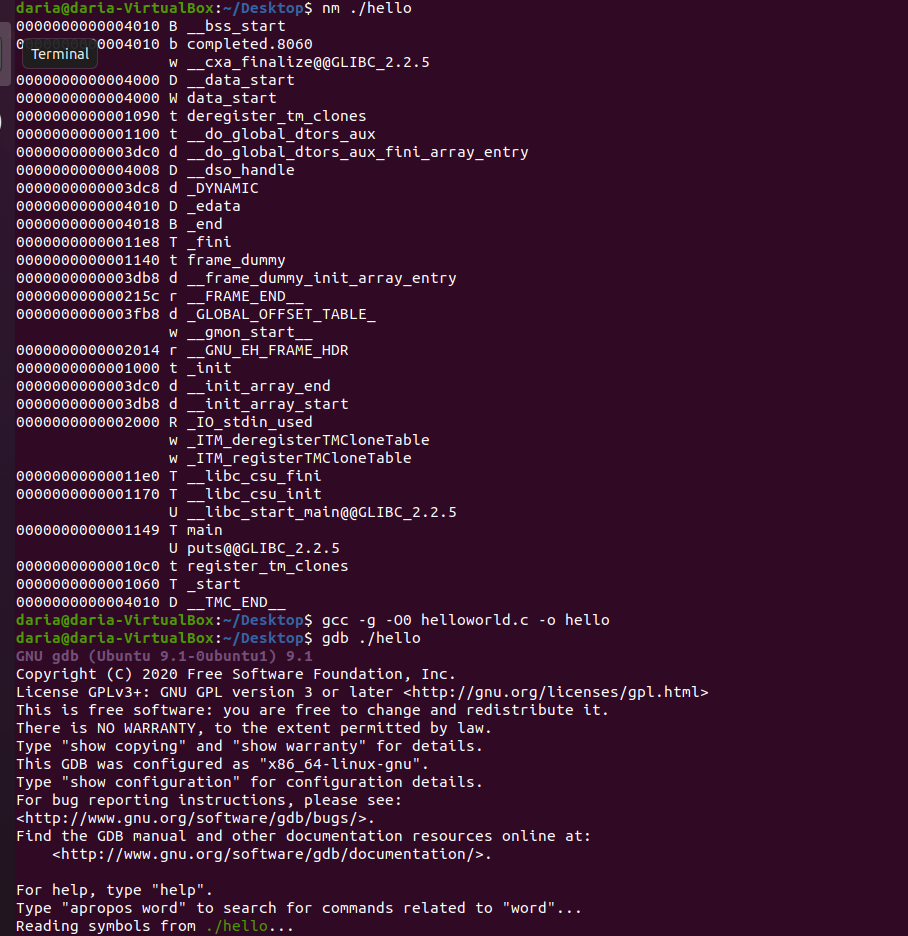 daria@daria-VirtualBox:~/Desktop$ nm ./hello
0000000000004010 B __bss_start
0000000000004010 b completed.8060
Terminal
                 w __cxa_finalize@@GLIBC_2.2.5
0000000000004000 D __data_start
0000000000004000 W data_start
0000000000001090 t deregister_tm_clones
0000000000001100 t __do_global_dtors_aux
0000000000003dc0 d __do_global_dtors_aux_fini_array_entry
0000000000004008 D __dso_handle
0000000000003dc8 d _DYNAMIC
0000000000004010 D _edata
0000000000004018 B _end
00000000000011e8 T _fini
0000000000001140 t frame_dummy
0000000000003db8 d __frame_dummy_init_array_entry
000000000000215c r __FRAME_END__
0000000000003fb8 d _GLOBAL_OFFSET_TABLE_
                 w __gmon_start__
0000000000002014 r __GNU_EH_FRAME_HDR
0000000000001000 t _init
0000000000003dc0 d __init_array_end
0000000000003db8 d __init_array_start
0000000000002000 R _IO_stdin_used
                 w _ITM_deregisterTMCloneTable
                 w _ITM_registerTMCloneTable
00000000000011e0 T __libc_csu_fini
0000000000001170 T __libc_csu_init
                 U __libc_start_main@@GLIBC_2.2.5
0000000000001149 T main
                 U puts@@GLIBC_2.2.5
00000000000010c0 t register_tm_clones
0000000000001060 T _start
0000000000004010 D __TMC_END__
daria@daria-VirtualBox:~/Desktop$ gcc -g -O0 helloworld.c -o hello
daria@daria-VirtualBox:~/Desktop$ gdb ./hello
GNU gdb (Ubuntu 9.1-0ubuntu1) 9.1
Copyright (C) 2020 Free Software Foundation, Inc.
License GPLv3+: GNU GPL version 3 or later <http://gnu.org/licenses/gpl.html>
This is free software: you are free to change and redistribute it.
There is NO WARRANTY, to the extent permitted by law.
Type "show copying" and "show warranty" for details.
This GDB was configured as "x86_64-linux-gnu".
Type "show configuration" for configuration details.
For bug reporting instructions, please see:
<http://www.gnu.org/software/gdb/bugs/>.
Find the GDB manual and other documentation resources online at:
    <http://www.gnu.org/software/gdb/documentation/>.

For help, type "help".
Type "apropos word" to search for commands related to "word"...
Reading symbols from ./hello...